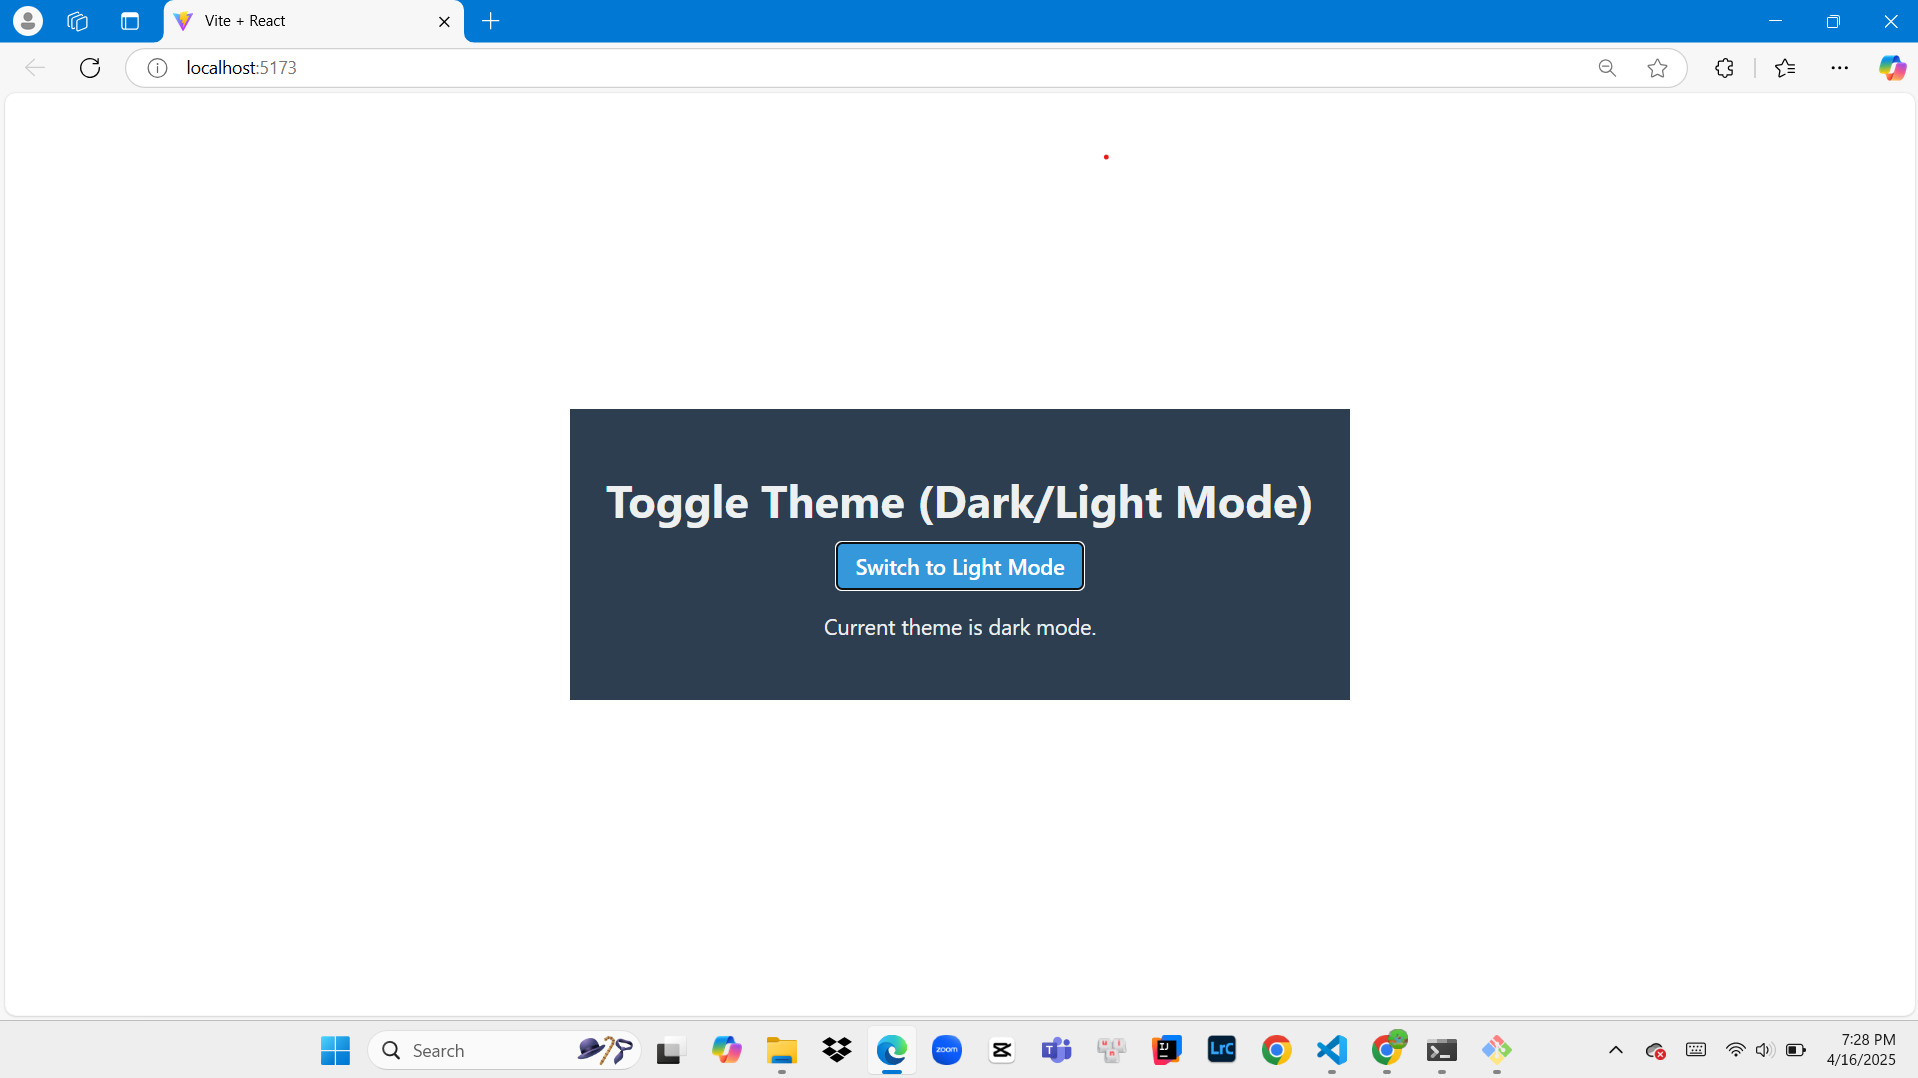 Vite + React
localhost:5173
Toggle Theme (Dark/Light Mode)
Switch to Light Mode
Current theme is dark mode.
Search
zoom
IJ
LrC
7:28 PM
4/16/2025